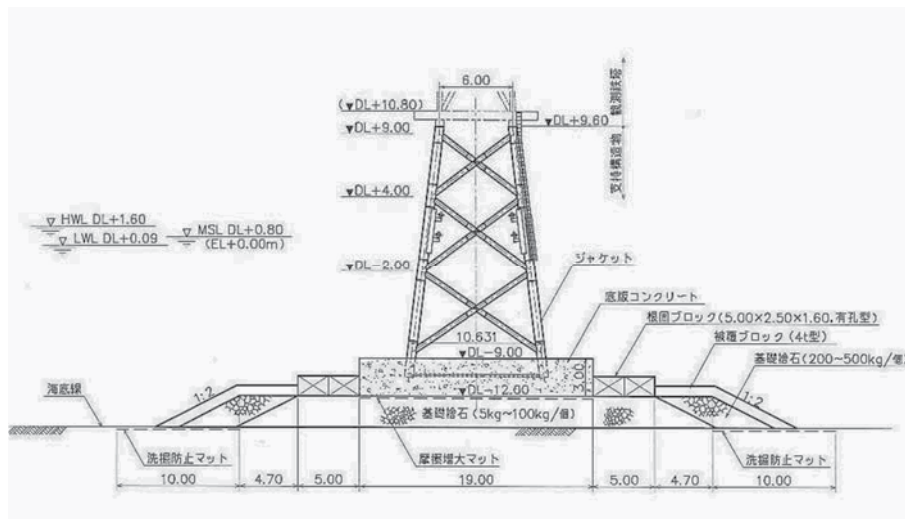 6.00
(▼DL+10.80)
▼DL+9.60
▼DL+9.00
観測鉄塔
支持構造物
▼DL+4.00
▽ HWL DL+1.60
▽ LWL DL+0.09
▽ MSL DL+0.80
(EL+0.00m)
▼DL-2.00
ジャケット
底版コンクリート
根固ブロック(5.00×2.50×1.60,有孔型)
被覆ブロック(4t型)
10.631
▼DL-9.00
基礎捨石(200~500kg/個)
3.00
1:2
1:2
▼DL-12.00
海底線
基礎捨石(5kg~100kg/個)
洗掘防止マット
摩擦増大マット
洗掘防止マット
10.00
4.70
5.00
19.00
5.00
4.70
10.00